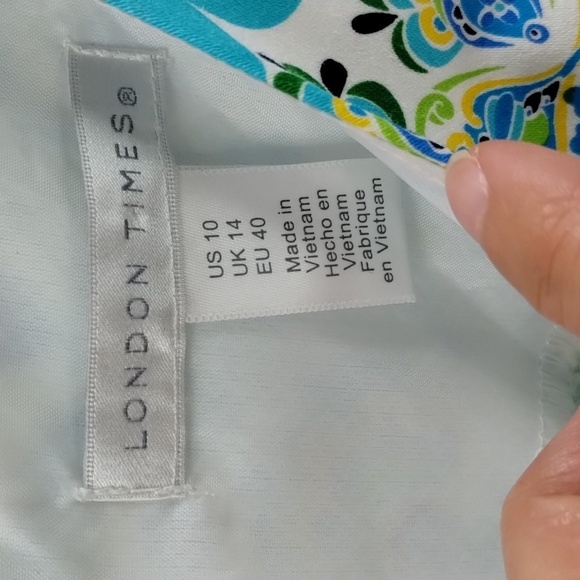 LONDON TIMES®
US 10
UK 14
EU 40
Made in
Vietnam
Hecho en
Vietnam
Fabrique
en Vietnam